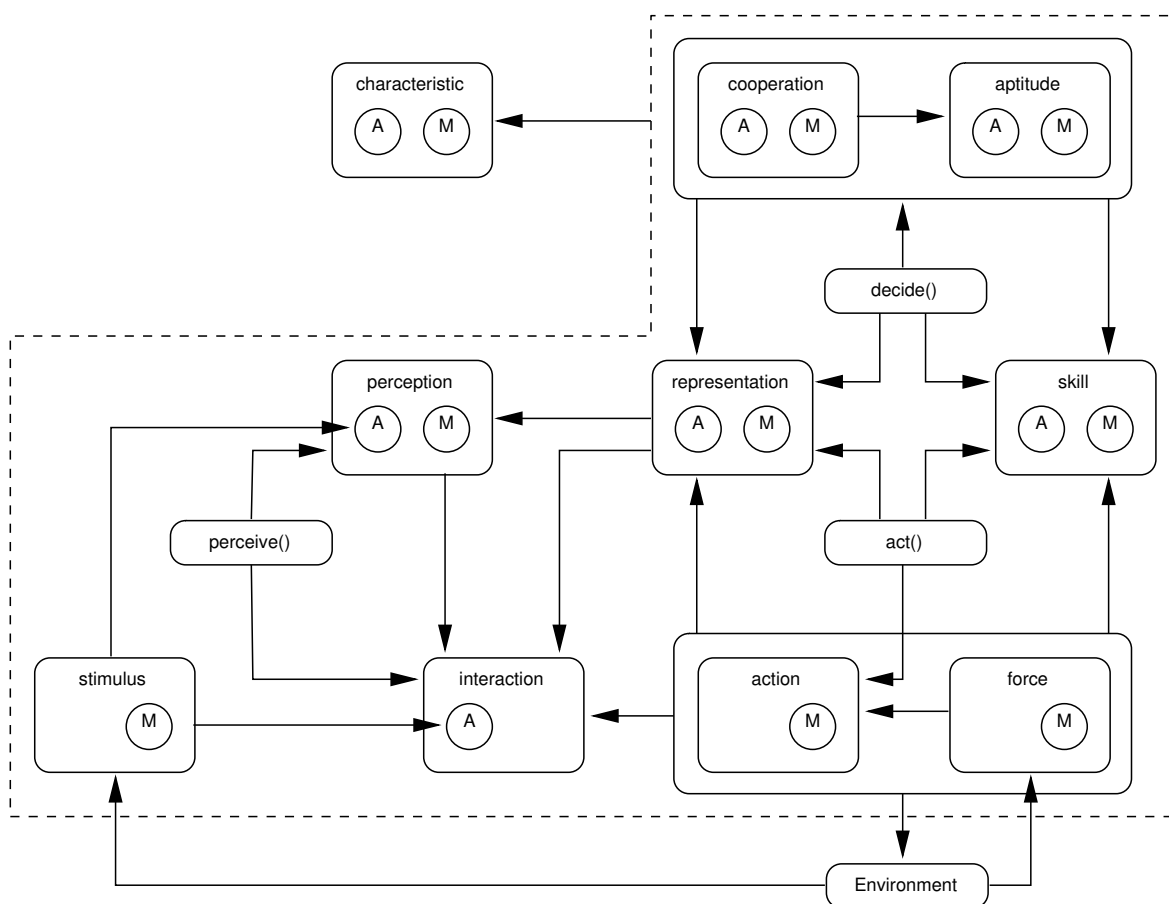 characteristic
A M
cooperation
A M
aptitude
A M
decide()
perception
A M
representation
A M
skill
A M
perceive()
act()
stimulus
M
interaction
A
action
M
force
M
Environment